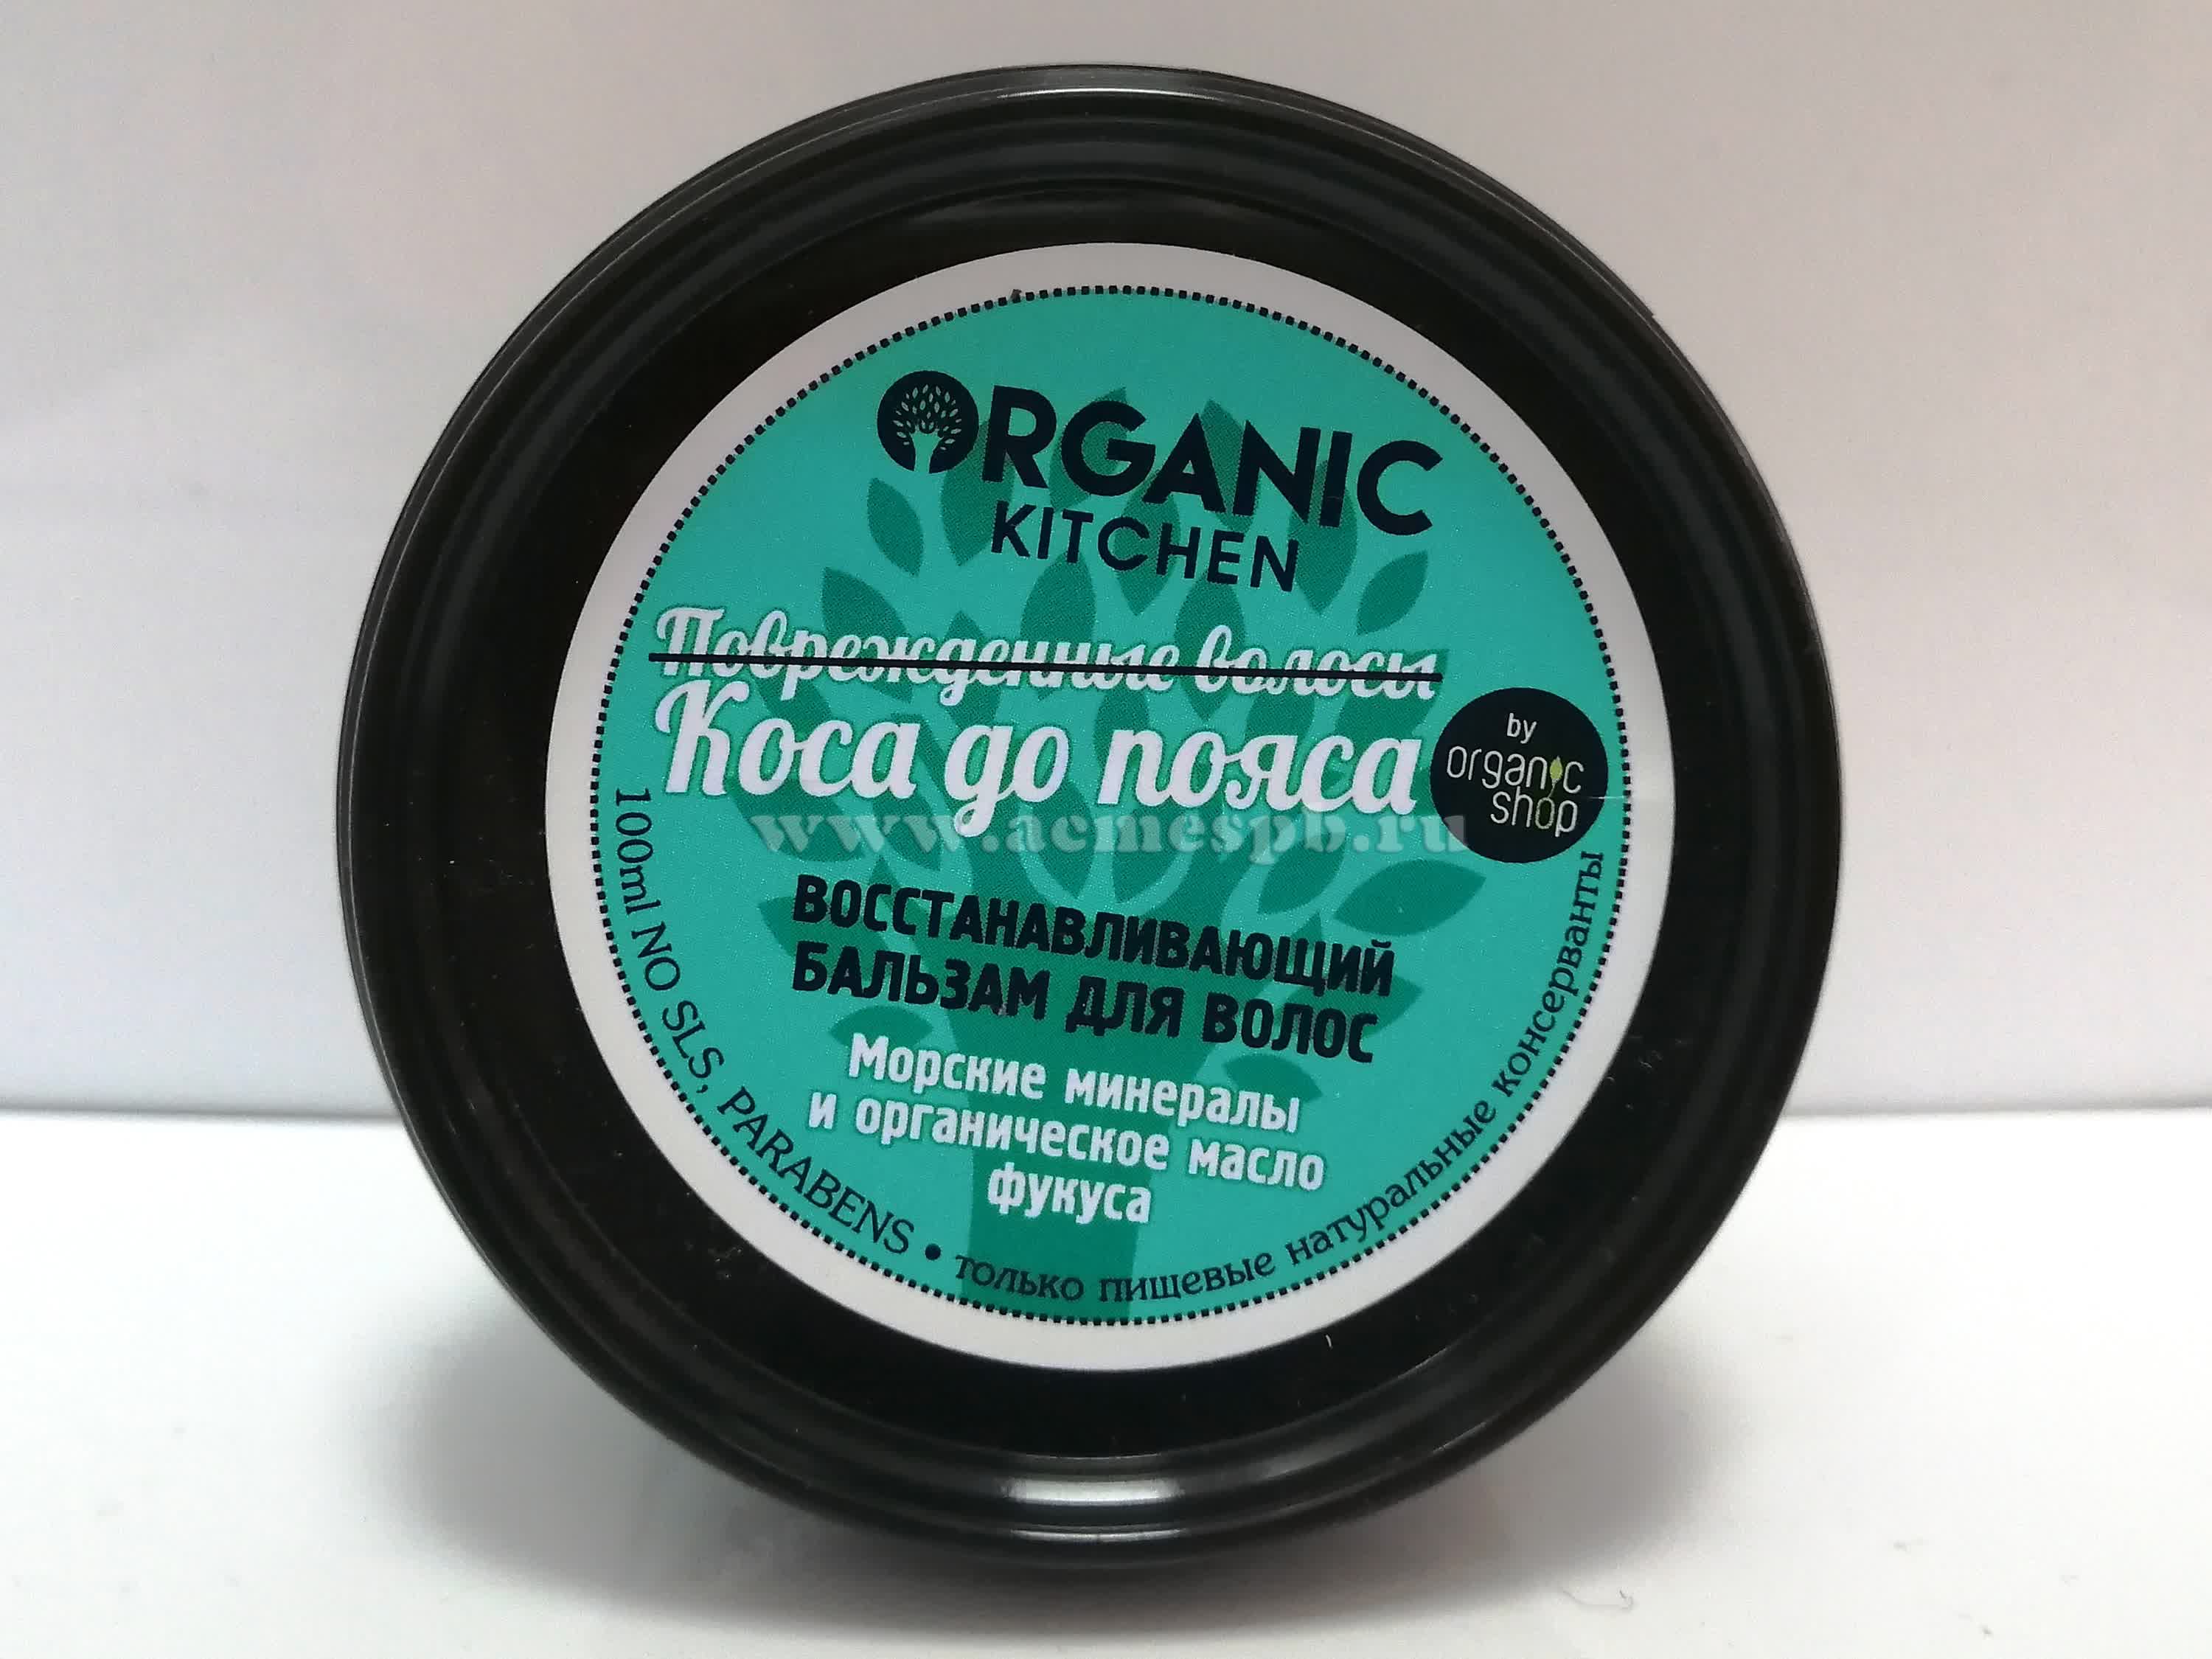 ORGANIC
KITCHEN
Поврежденные волосы
Коса до пояса
by
organic
shop
www.acmespb.ru
ВОССТАНАВЛИВАЮЩИЙ
БАЛЬЗАМ ДЛЯ ВОЛОС
Морские минералы
и органическое масло
фукуса
100ml NO SLS, PARABENS • только пищевые натуральные консерванты